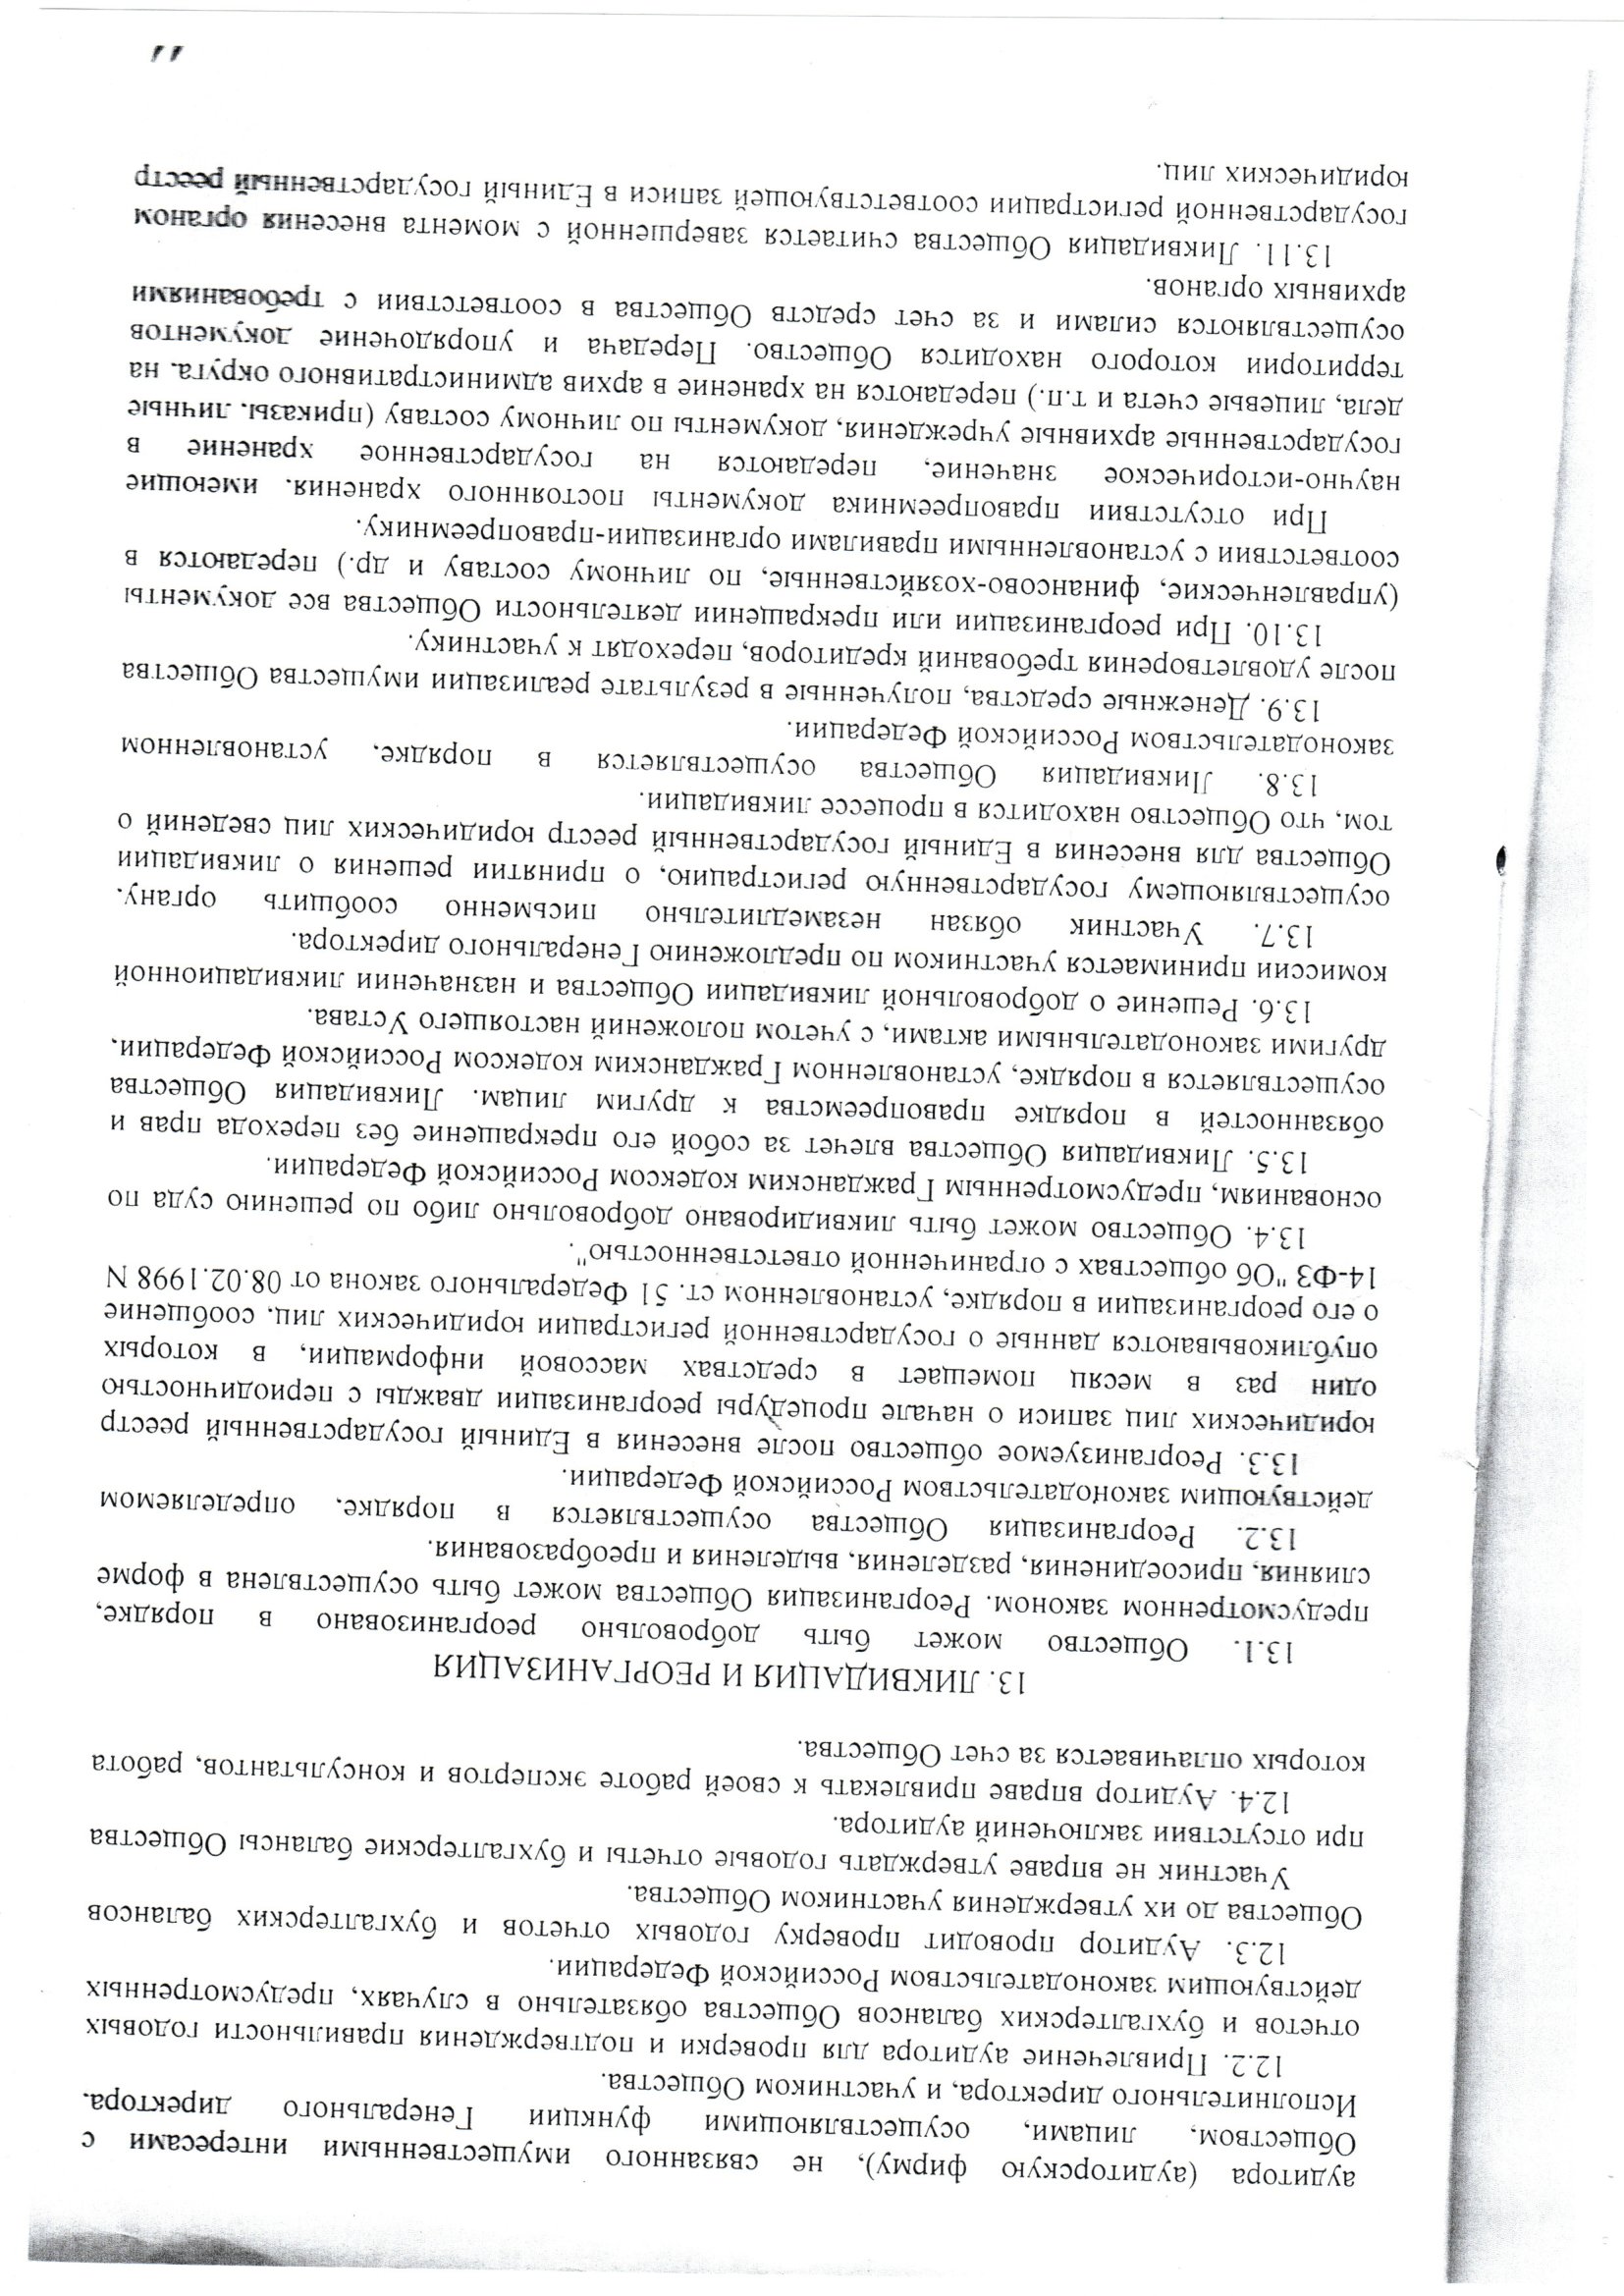 аудитора (аудиторскую фирму), не связанного имущественными интересами с
Обществом, лицами, осуществляющими функции Генерального директора,
Исполнительного директора, и участником Общества.
12.2. Привлечение аудитора для проверки и подтверждения правильности годовых
отчетов и бухгалтерских балансов Общества обязательно в случаях, предусмотренных
действующим законодательством Российской Федерации.
12.3. Аудитор проводит проверку годовых отчетов и бухгалтерских балансов
Общества до их утверждения участником Общества.
Участник не вправе утверждать годовые отчеты и бухгалтерские балансы Общества
при отсутствии заключений аудитора.
12.4. Аудитор вправе привлекать к своей работе экспертов и консультантов, работа
которых оплачивается за счет Общества.
13. ЛИКВИДАЦИЯ И РЕОРГАНИЗАЦИЯ
13.1. Общество может быть добровольно реорганизовано в порядке,
предусмотренном законом. Реорганизация Общества может быть осуществлена в форме
слияния, присоединения, разделения, выделения и преобразования.
13.2. Реорганизация Общества осуществляется в порядке, определяемом
действующим законодательством Российской Федерации.
13.3. Реорганизуемое общество после внесения в Единый государственный реестр
юридических лиц записи о начале процедуры реорганизации дважды с периодичностью
один раз в месяц помещает в средствах массовой информации, в которых
опубликовываются данные о государственной регистрации юридических лиц, сообщение
о его реорганизации в порядке, установленном ст. 51 Федерального закона от 08.02.1998 N
14-ФЗ "Об обществах с ограниченной ответственностью".
13.4. Общество может быть ликвидировано добровольно либо по решению суда по
основаниям, предусмотренным Гражданским кодексом Российской Федерации.
13.5. Ликвидация Общества влечет за собой его прекращение без перехода прав и
обязанностей в порядке правопреемства к другим лицам. Ликвидация Общества
осуществляется в порядке, установленном Гражданским кодексом Российской Федерации,
другими законодательными актами, с учетом положений настоящего Устава.
13.6. Решение о добровольной ликвидации Общества и назначении ликвидационной
комиссии принимается участником по предложению Генерального директора.
13.7. Участник обязан незамедлительно письменно сообщить органу,
осуществляющему государственную регистрацию, о принятии решения о ликвидации
Общества для внесения в Единый государственный реестр юридических лиц сведений о
том, что Общество находится в процессе ликвидации.
13.8. Ликвидация Общества осуществляется в порядке, установленном
законодательством Российской Федерации.
13.9. Денежные средства, полученные в результате реализации имущества Общества
после удовлетворения требований кредиторов, переходят к участнику.
13.10. При реорганизации или прекращении деятельности Общества все документы
(управленческие, финансово-хозяйственные, по личному составу и др.) передаются в
соответствии с установленными правилами организации-правопреемнику.
При отсутствии правопреемника документы постоянного хранения, имеющие
научно-историческое значение, передаются на государственное хранение в
государственные архивные учреждения, документы по личному составу (приказы, личные
дела, лицевые счета и т.п.) передаются на хранение в архив административного округа, на
территории которого находится Общество. Передача и упорядочение документов
осуществляются силами и за счет средств Общества в соответствии с требованиями
архивных органов.
13.11. Ликвидация Общества считается завершенной с момента внесения органом
государственной регистрации соответствующей записи в Единый государственный реестр
юридических лиц.